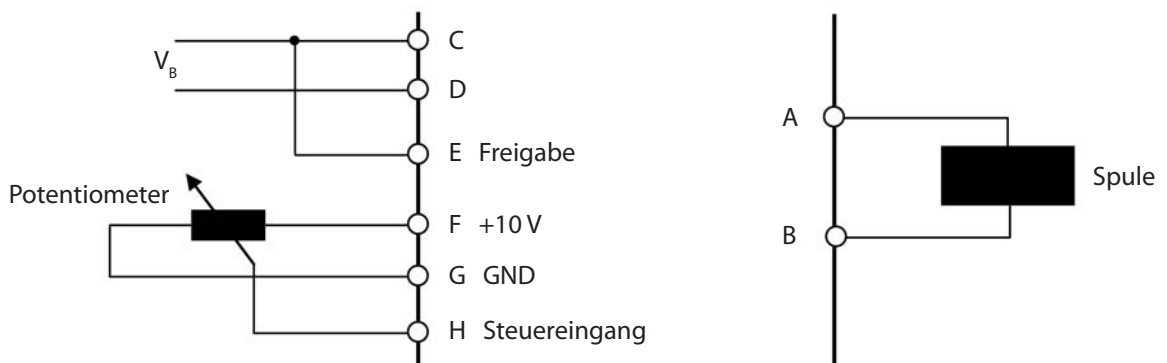 C
V_B
D
E Freigabe
Potentiometer
F +10 V
G GND
H Steuereingang
A
Spule
B